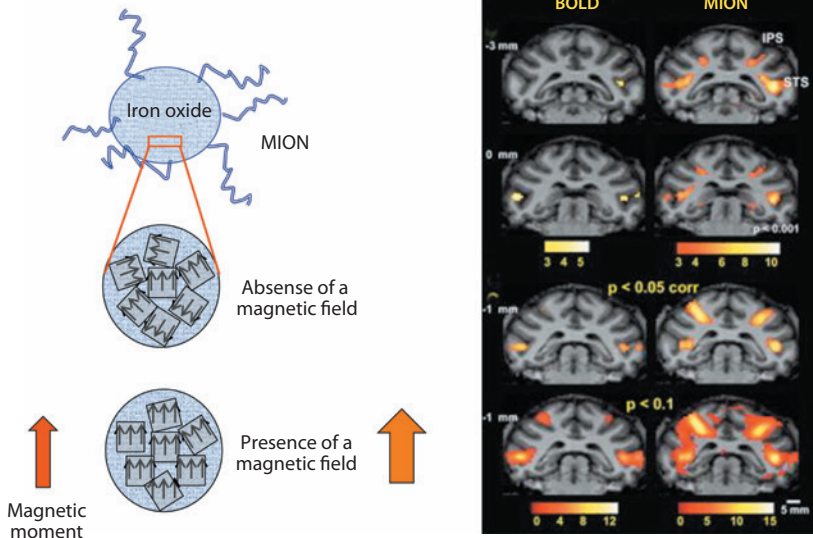 Iron oxide
MION
Absense of a
magnetic field
Presence of a
magnetic field
Magnetic
moment
BOLD MION
-3 mm
IPS
STS
0 mm
p < 0.001
3 4 5
3 4 6 8 10
p < 0.05 corr
-1 mm
p < 0.1
-1 mm
0 4 8 12
0 5 10 15
5 mm